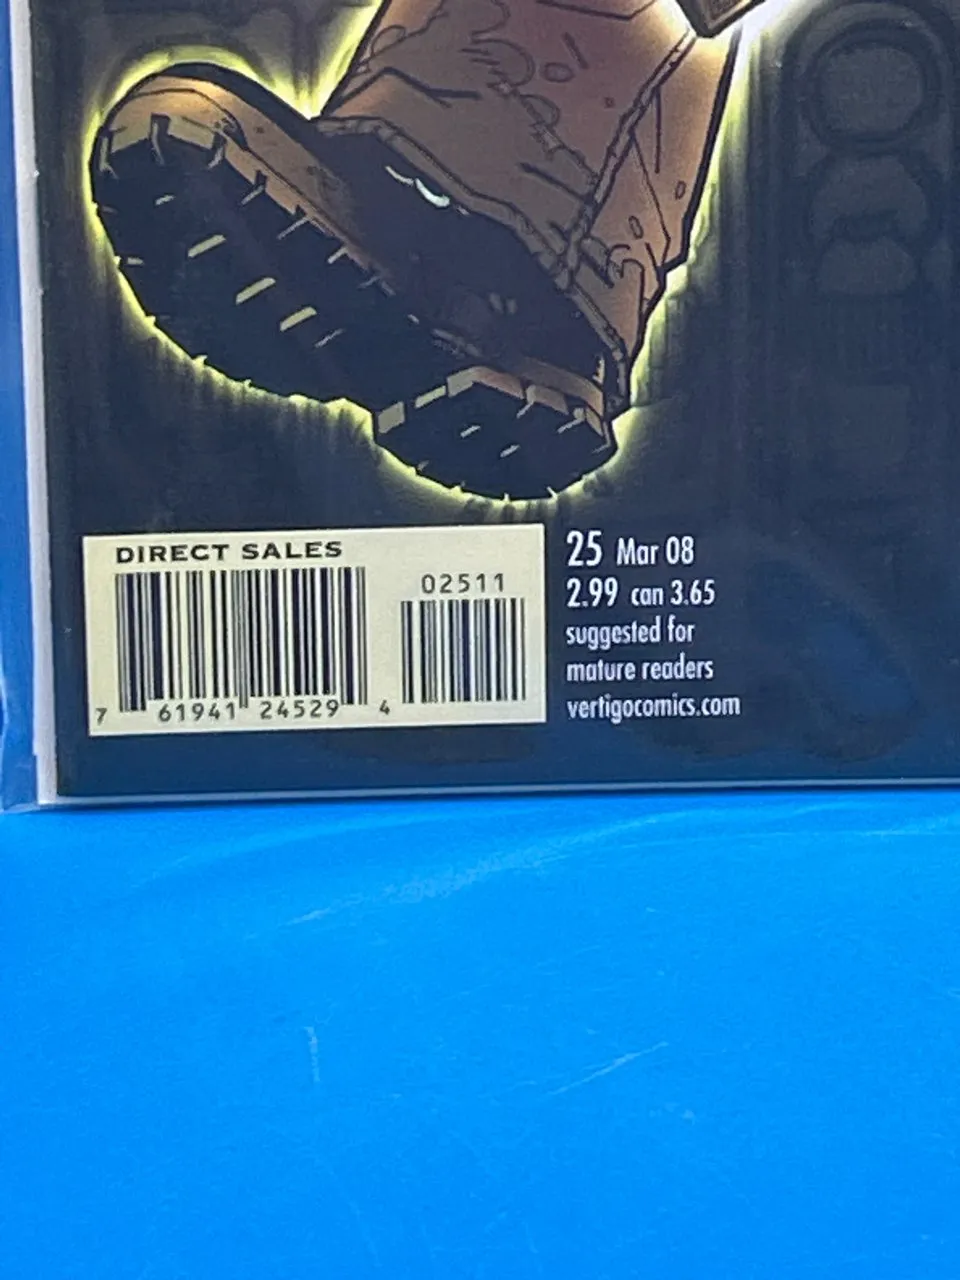 DIRECT SALES
02511
7 61941 24529 4
25 Mar 08
2.99 can 3.65
suggested for
mature readers
vertigocomics.com